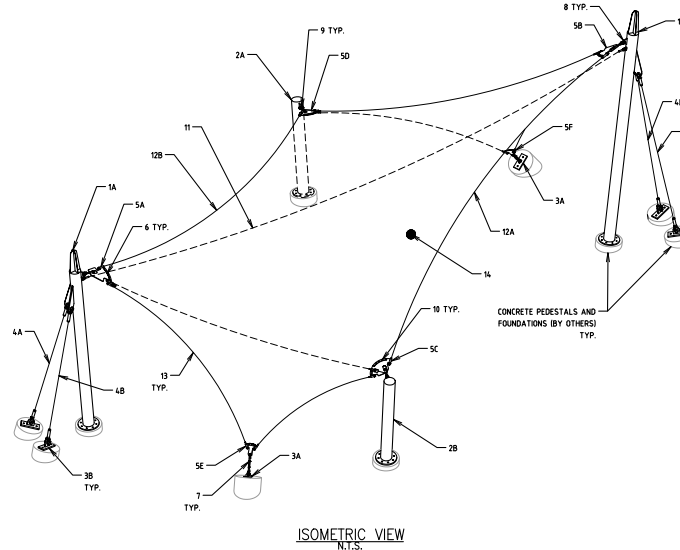 8 TYP.
5B
1
9 TYP.
2A
5D
11
5F
12B
3A
1A
5A
6 TYP.
12A
14
CONCRETE PEDESTALS AND
FOUNDATIONS (BY OTHERS)
TYP.
10 TYP.
5C
4A
13
TYP.
4B
2B
5E
3A
3B
TYP.
7
TYP.
ISOMETRIC VIEW
N.T.S.